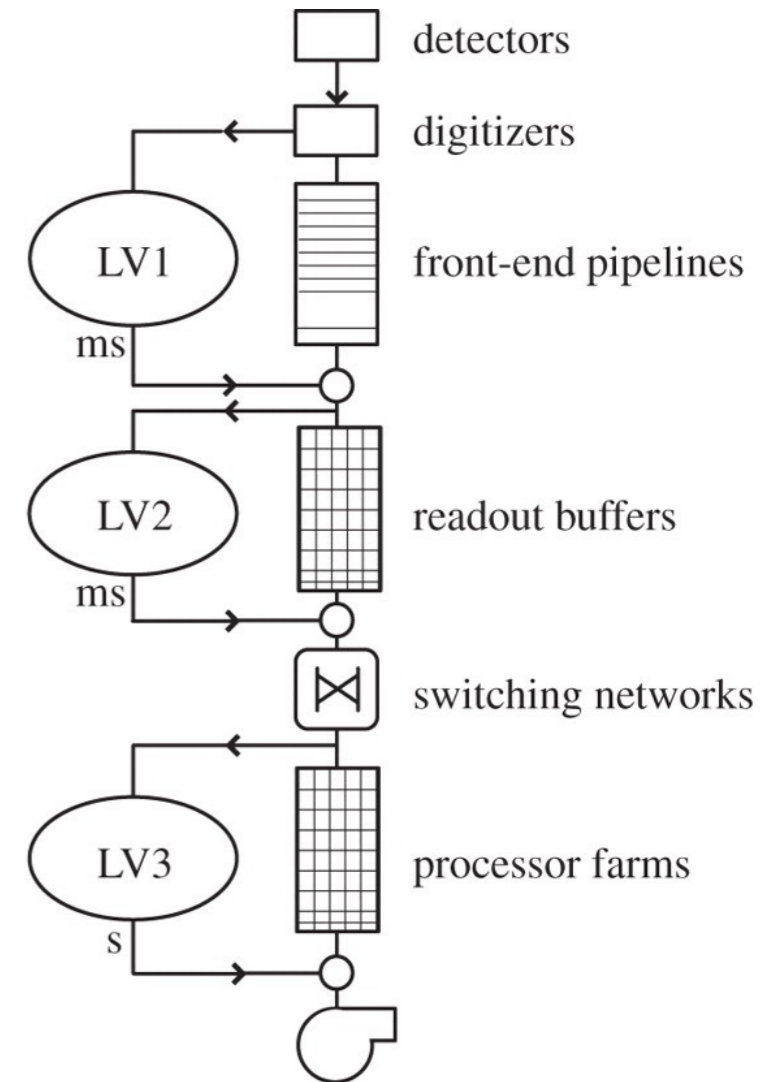 detectors
digitizers
LV1
front-end pipelines
ms
LV2
readout buffers
ms
switching networks
LV3
processor farms
s